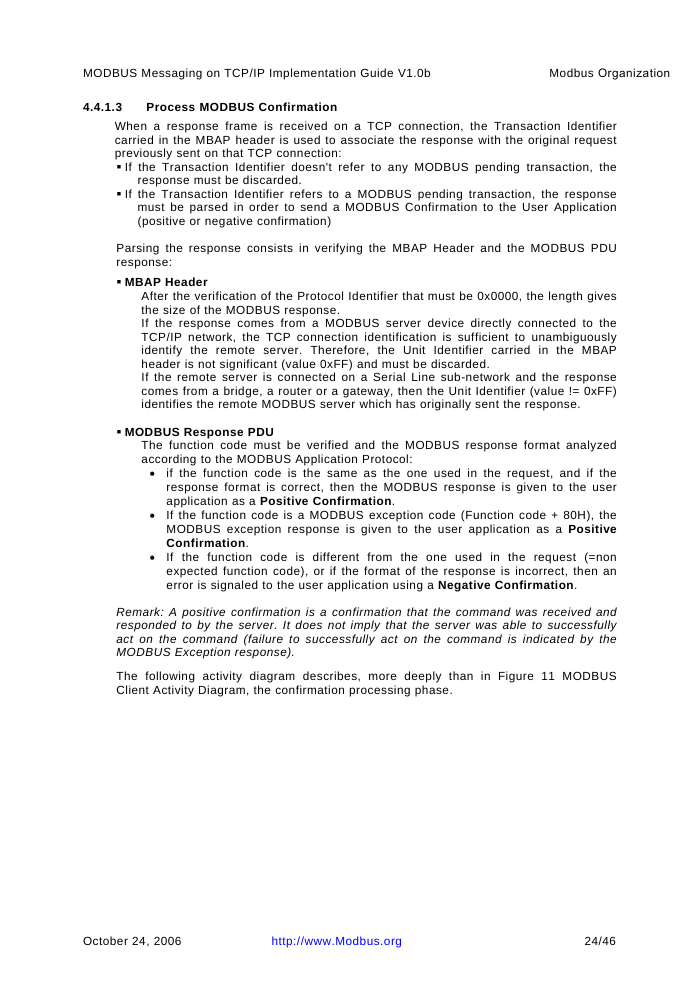 MODBUS Messaging on TCP/IP Implementation Guide V1.0b Modbus Organization
4.4.1.3 Process MODBUS Confirmation
When a response frame is received on a TCP connection, the Transaction Identifier
carried in the MBAP header is used to associate the response with the original request
previously sent on that TCP connection:
▪ If the Transaction Identifier doesn't refer to any MODBUS pending transaction, the
response must be discarded.
▪ If the Transaction Identifier refers to a MODBUS pending transaction, the response
must be parsed in order to send a MODBUS Confirmation to the User Application
(positive or negative confirmation)
Parsing the response consists in verifying the MBAP Header and the MODBUS PDU
response:
▪ MBAP Header
After the verification of the Protocol Identifier that must be 0x0000, the length gives
the size of the MODBUS response.
If the response comes from a MODBUS server device directly connected to the
TCP/IP network, the TCP connection identification is sufficient to unambiguously
identify the remote server. Therefore, the Unit Identifier carried in the MBAP
header is not significant (value 0xFF) and must be discarded.
If the remote server is connected on a Serial Line sub-network and the response
comes from a bridge, a router or a gateway, then the Unit Identifier (value != 0xFF)
identifies the remote MODBUS server which has originally sent the response.
▪ MODBUS Response PDU
The function code must be verified and the MODBUS response format analyzed
according to the MODBUS Application Protocol:
• if the function code is the same as the one used in the request, and if the
response format is correct, then the MODBUS response is given to the user
application as a Positive Confirmation.
• If the function code is a MODBUS exception code (Function code + 80H), the
MODBUS exception response is given to the user application as a Positive
Confirmation.
• If the function code is different from the one used in the request (=non
expected function code), or if the format of the response is incorrect, then an
error is signaled to the user application using a Negative Confirmation.
Remark: A positive confirmation is a confirmation that the command was received and
responded to by the server. It does not imply that the server was able to successfully
act on the command (failure to successfully act on the command is indicated by the
MODBUS Exception response).
The following activity diagram describes, more deeply than in Figure 11 MODBUS
Client Activity Diagram, the confirmation processing phase.
October 24, 2006 http://www.Modbus.org 24/46